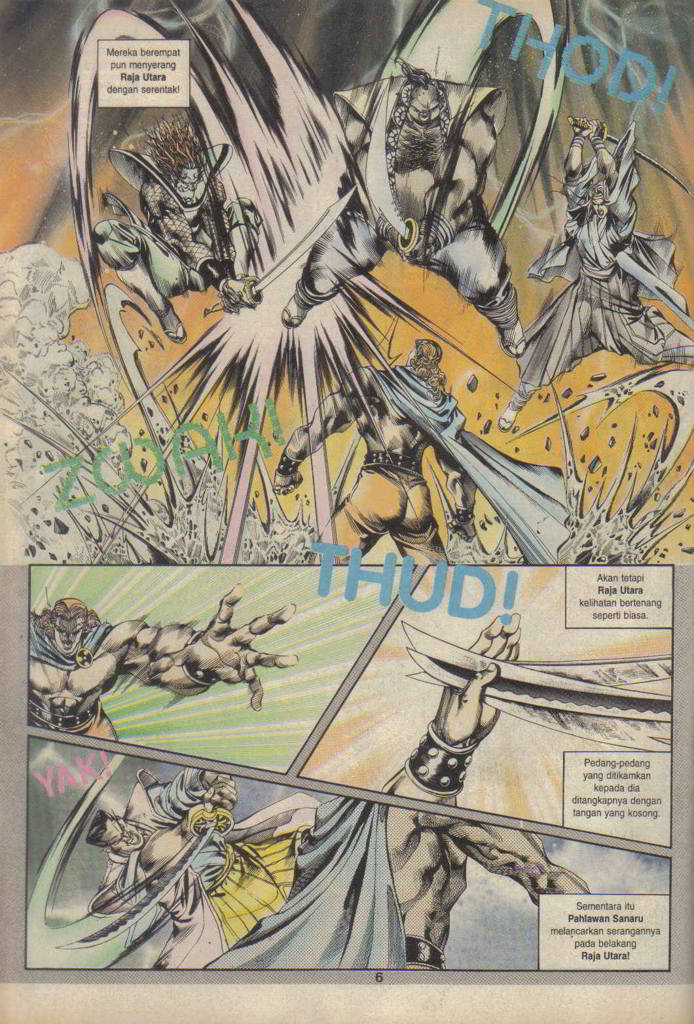 Mereka berempat
pun menyerang
Raja Utara
dengan serentak!
THOD!
ZWAK!
THUD!
Akan tetapi
Raja Utara
kelihatan bertenang
seperti biasa.
Pedang-pedang
yang ditikamkan
kepada dia
ditangkapnya dengan
tangan yang kosong.
YAK!
Sementara itu
Pahlawan Sanaru
melancarkan serangannya
pada belakang
Raja Utara!
6